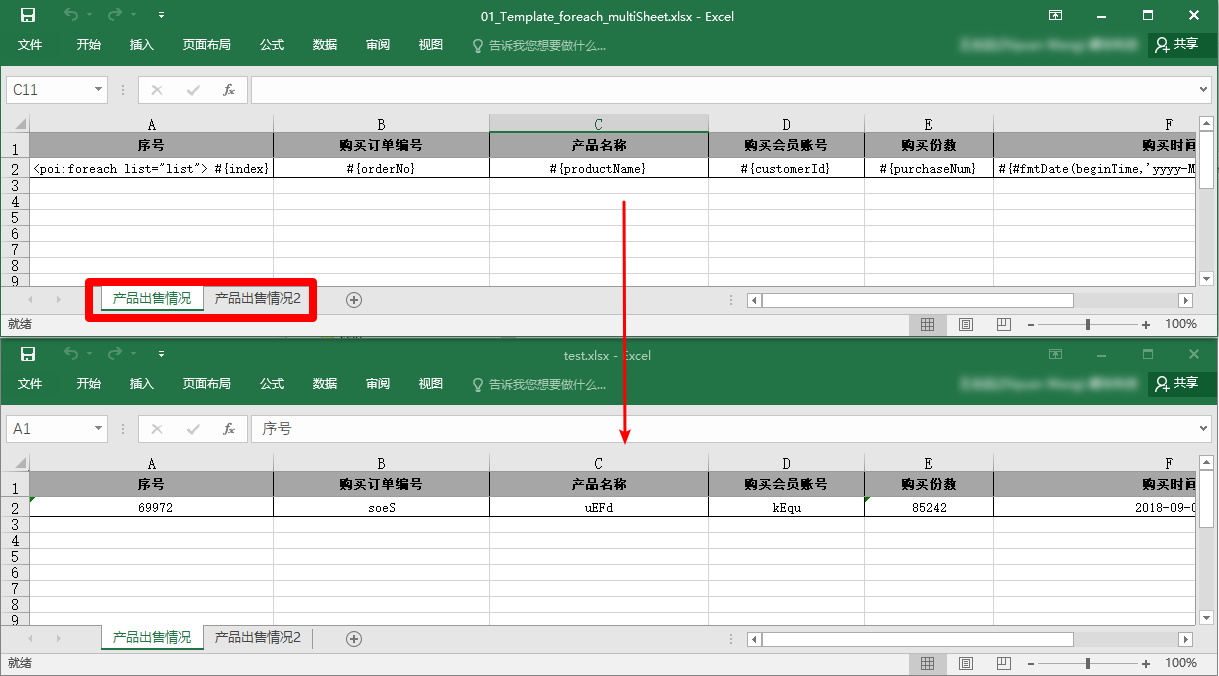 01_Template_foreach_multiSheet.xlsx - Excel
文件 开始 插入 页面布局 公式 数据 审阅 视图 告诉我您想要做什么... 共享
C11 fx
A B C D E F
1 序号 购买订单编号 产品名称 购买会员账号 购买份数 购买时间
2 <poi:foreach list="list"> #{index} #{orderNo} #{productName} #{customerId} #{purchaseNum} #{#fmtDate(beginTime,'yyyy-M
3
4
5
6
7
8
9
产品出售情况 产品出售情况2
就绪 100%
test.xlsx - Excel
文件 开始 插入 页面布局 公式 数据 审阅 视图 告诉我您想要做什么... 共享
A1 fx 序号
A B C D E F
1 序号 购买订单编号 产品名称 购买会员账号 购买份数 购买时间
2 69972 soeS uEFd kEqu 85242 2018-09-0
3
4
5
6
7
8
9
产品出售情况 产品出售情况2
就绪 100%